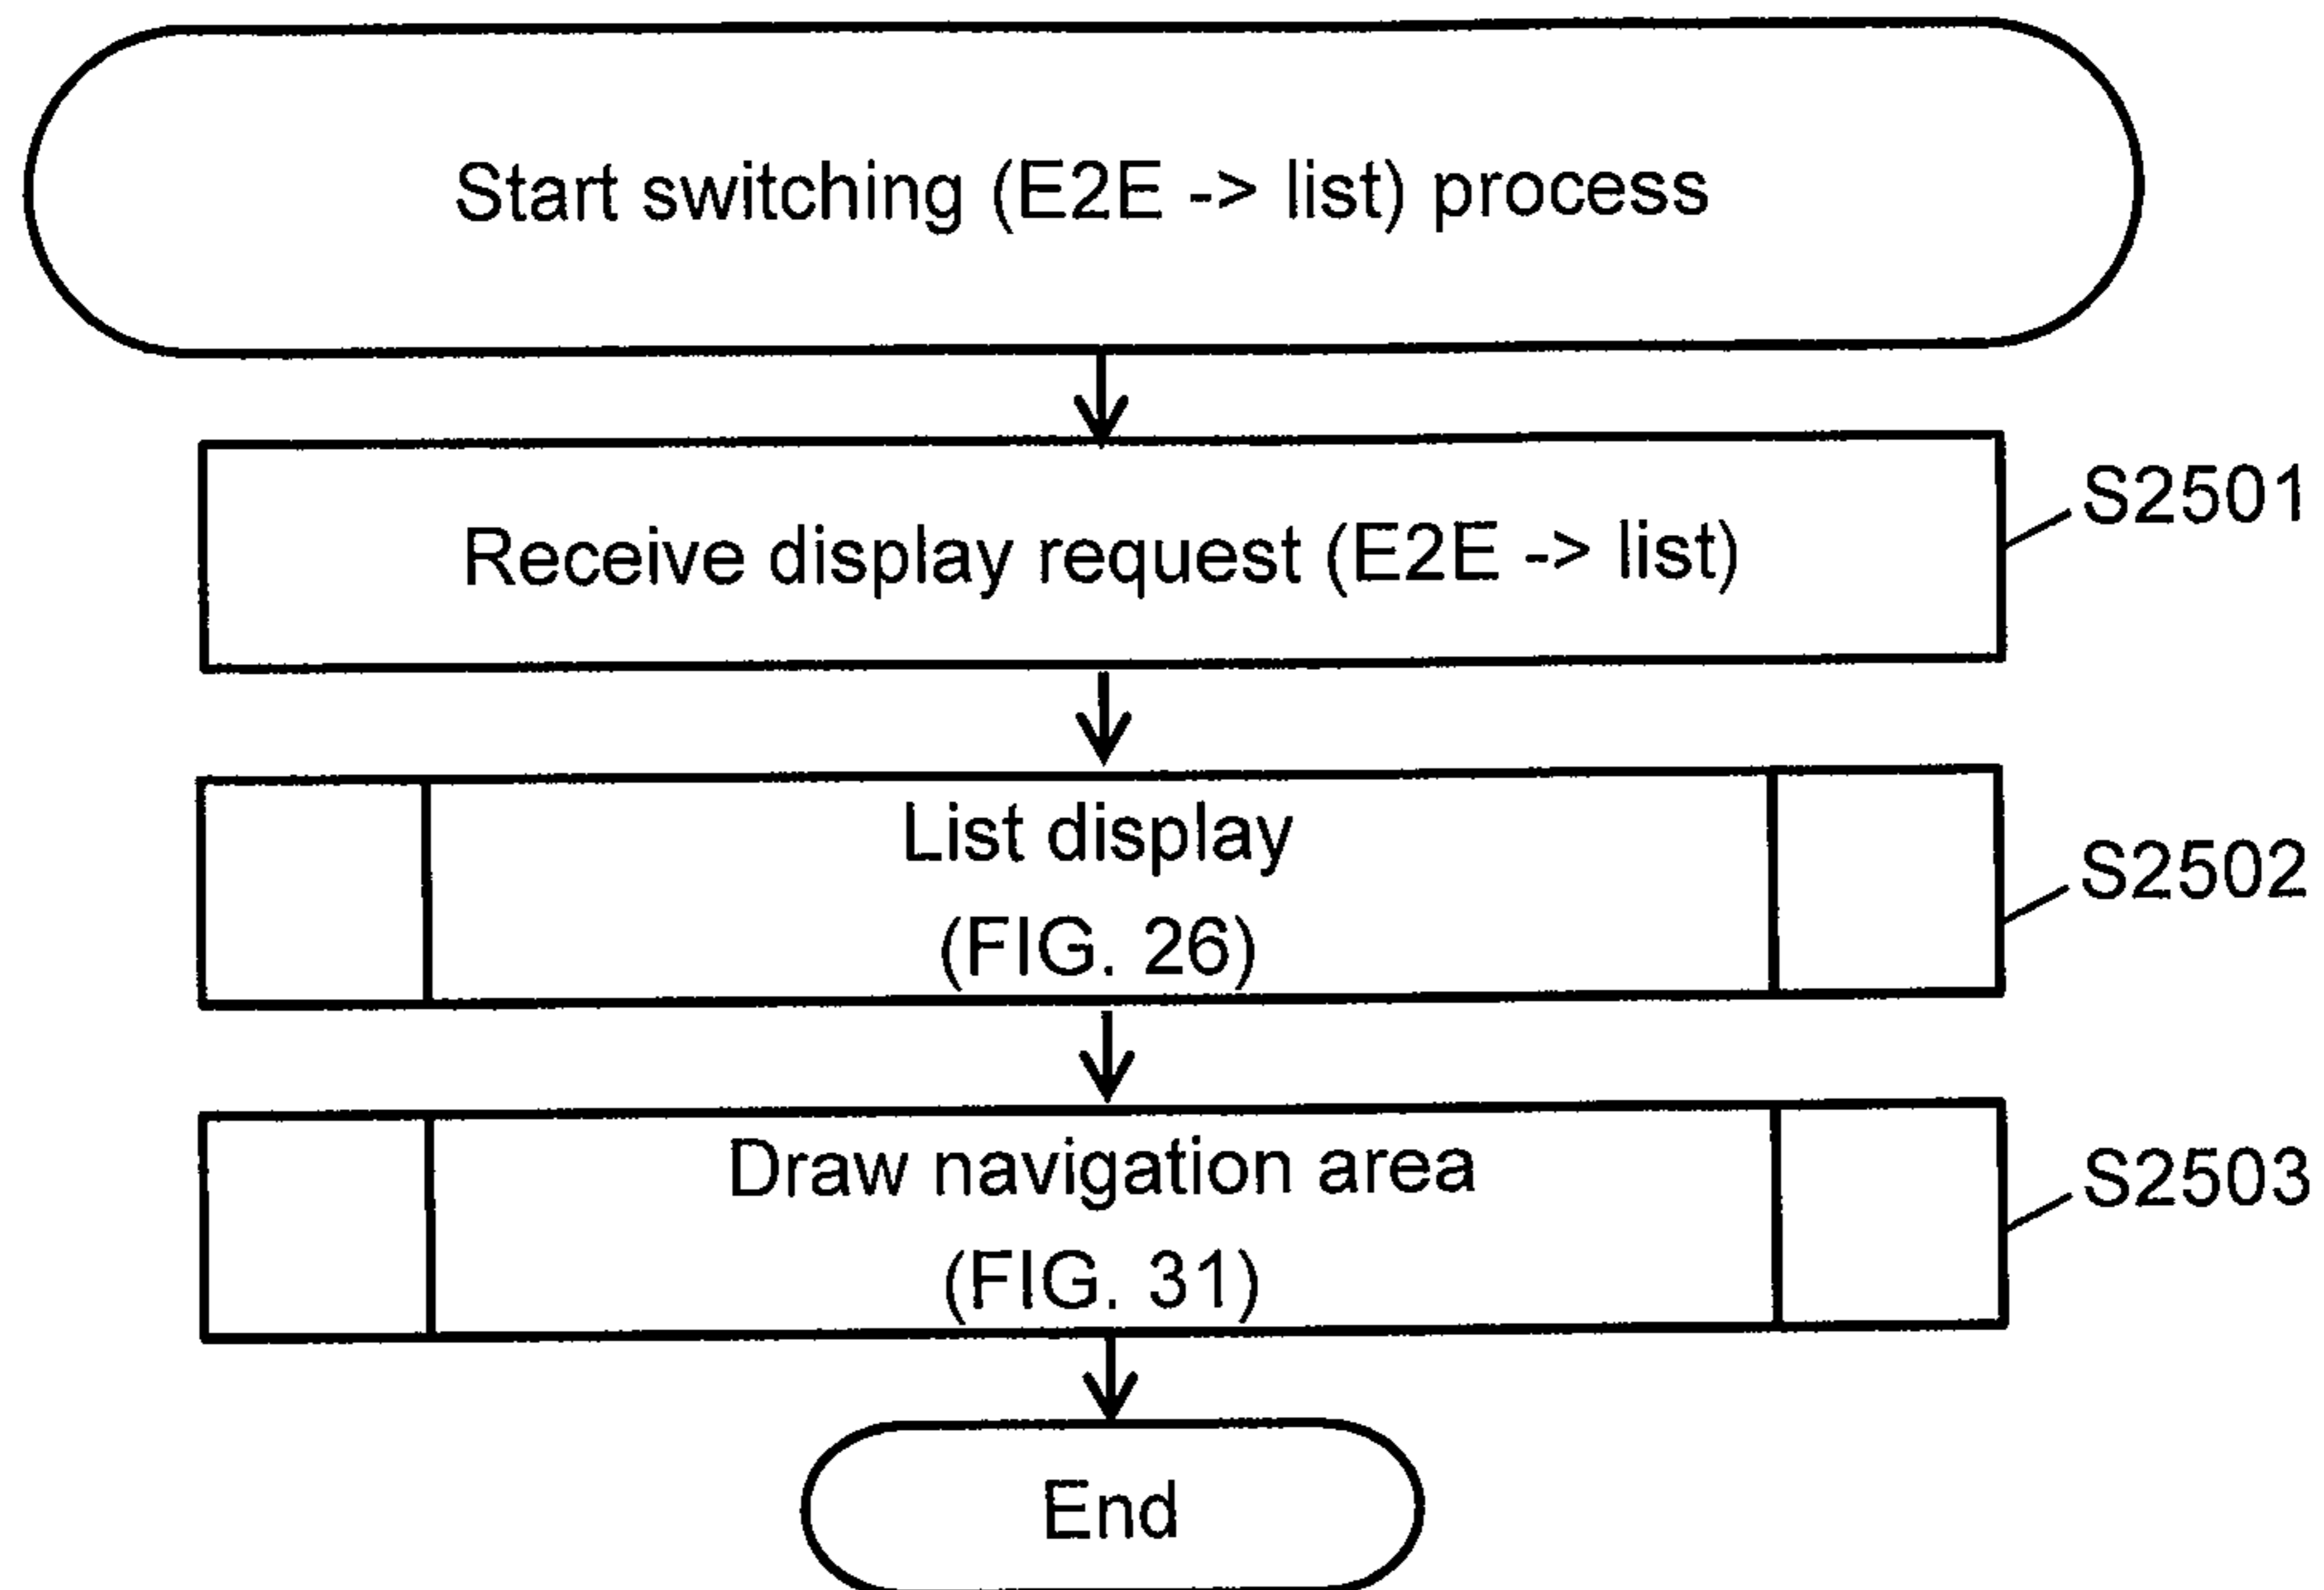 Start switching (E2E -> list) process
Receive display request (E2E -> list)
S2501
List display
(FIG. 26)
S2502
Draw navigation area
(FIG. 31)
S2503
End